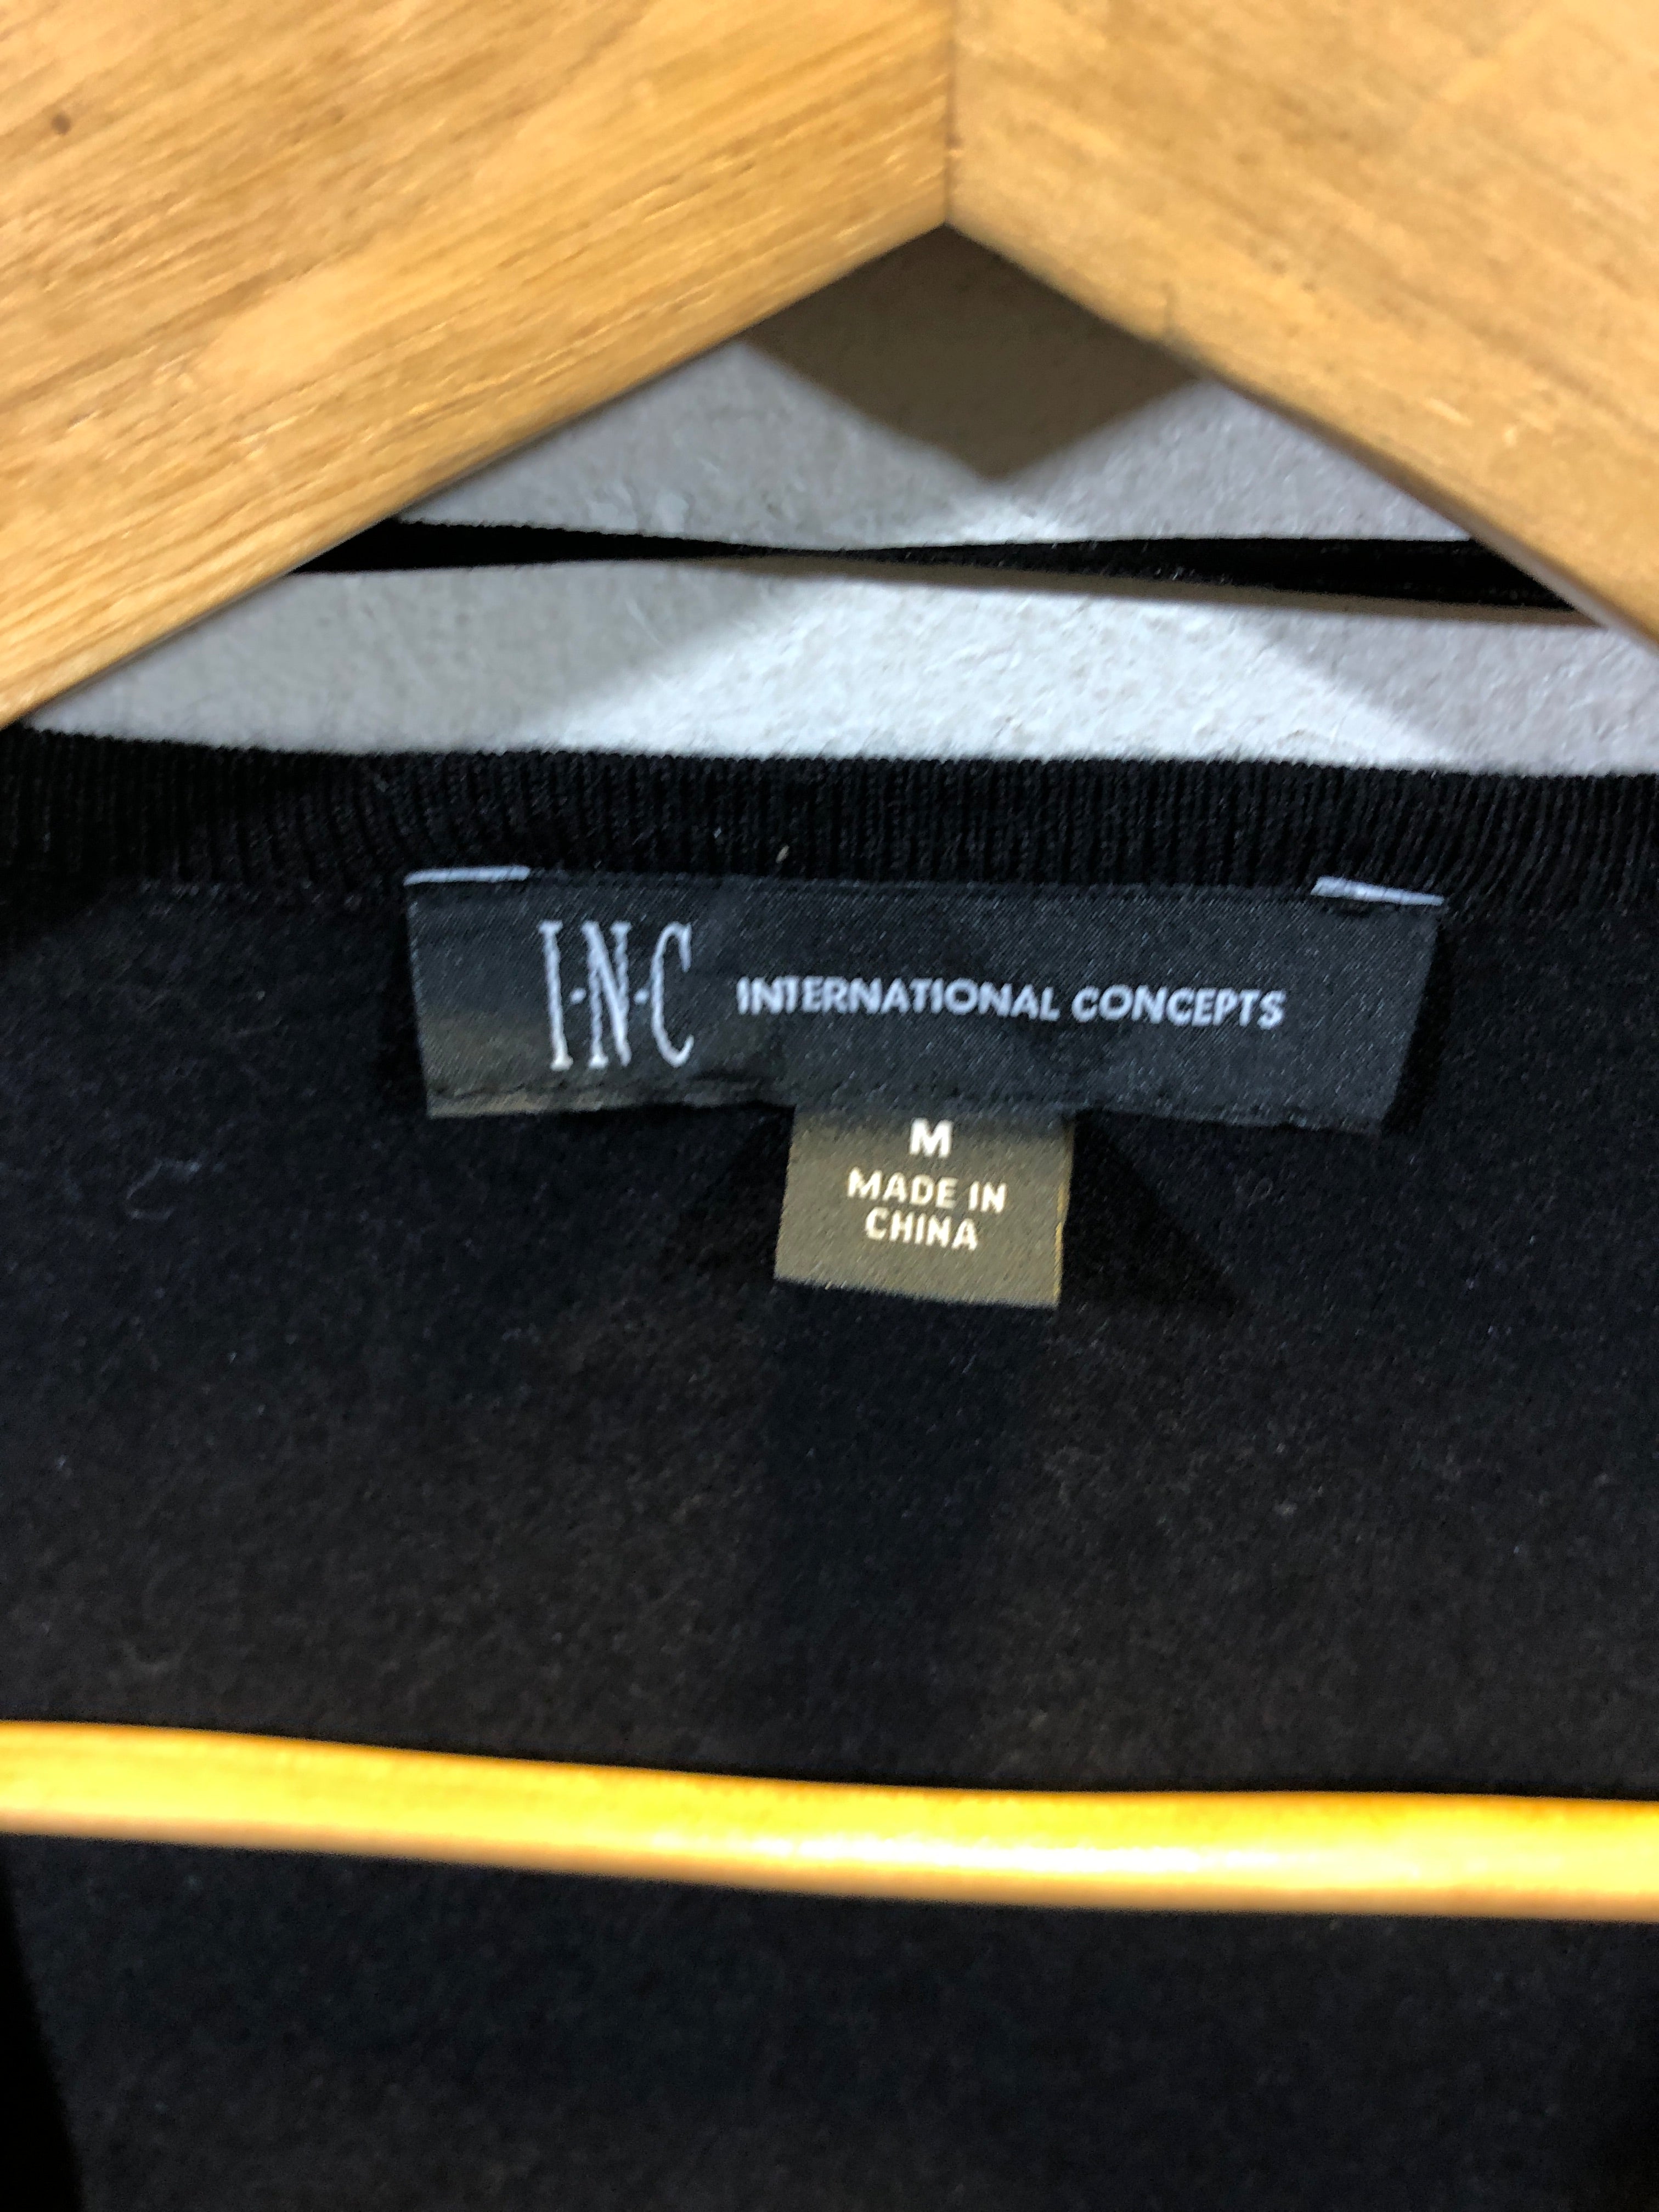 I·N·C INTERNATIONAL CONCEPTS
M
MADE IN
CHINA